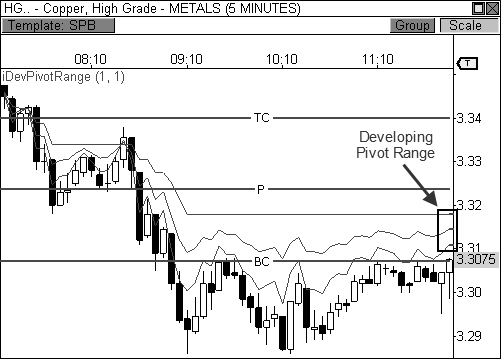 HG.. - Copper, High Grade - METALS (5 MINUTES)
Template: SPB Group Scale
08:10 09:10 10:10 11:10 T
iDevPivotRange (1, 1)
3.34
TC
Developing
Pivot Range
3.33
P
3.32
3.31
BC
3.3075
3.30
3.29